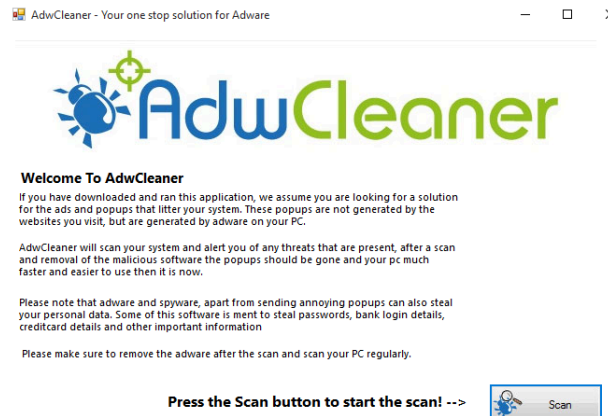 AdwCleaner - Your one stop solution for Adware
AdwCleaner
Welcome To AdwCleaner
If you have downloaded and ran this application, we assume you are looking for a solution
for the ads and popups that litter your system. These popups are not generated by the
websites you visit, but are generated by adware on your PC.
AdwCleaner will scan your system and alert you of any threats that are present, after a scan
and removal of the malicious software the popups should be gone and your pc much
faster and easier to use then it is now.
Please note that adware and spyware, apart from sending annoying popups can also steal
your personal data. Some of this software is ment to steal passwords, bank login details,
creditcard details and other important information
Please make sure to remove the adware after the scan and scan your PC regularly.
Press the Scan button to start the scan! -->
Scan